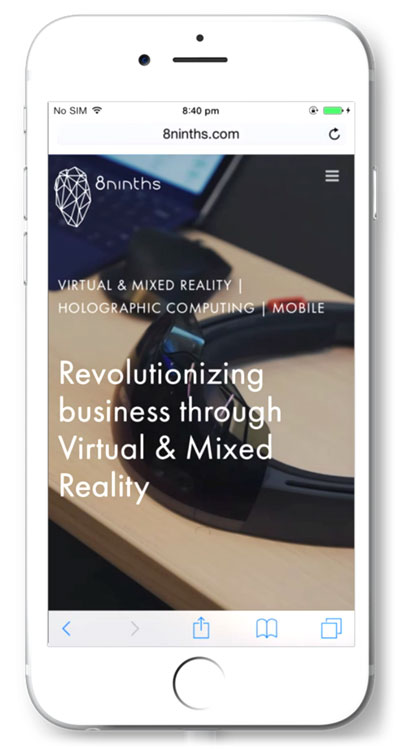 No SIM 8:40 pm
8ninths.com
8ninths
VIRTUAL & MIXED REALITY |
HOLOGRAPHIC COMPUTING | MOBILE
Revolutionizing
business through
Virtual & Mixed
Reality